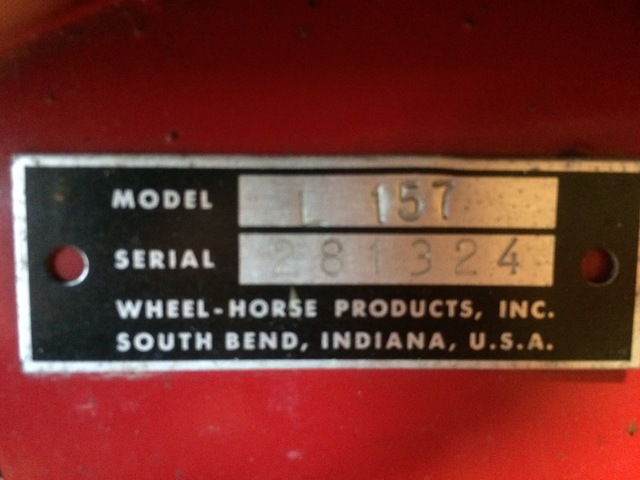 MODEL L 157
SERIAL 281324
WHEEL-HORSE PRODUCTS, INC.
SOUTH BEND, INDIANA, U.S.A.